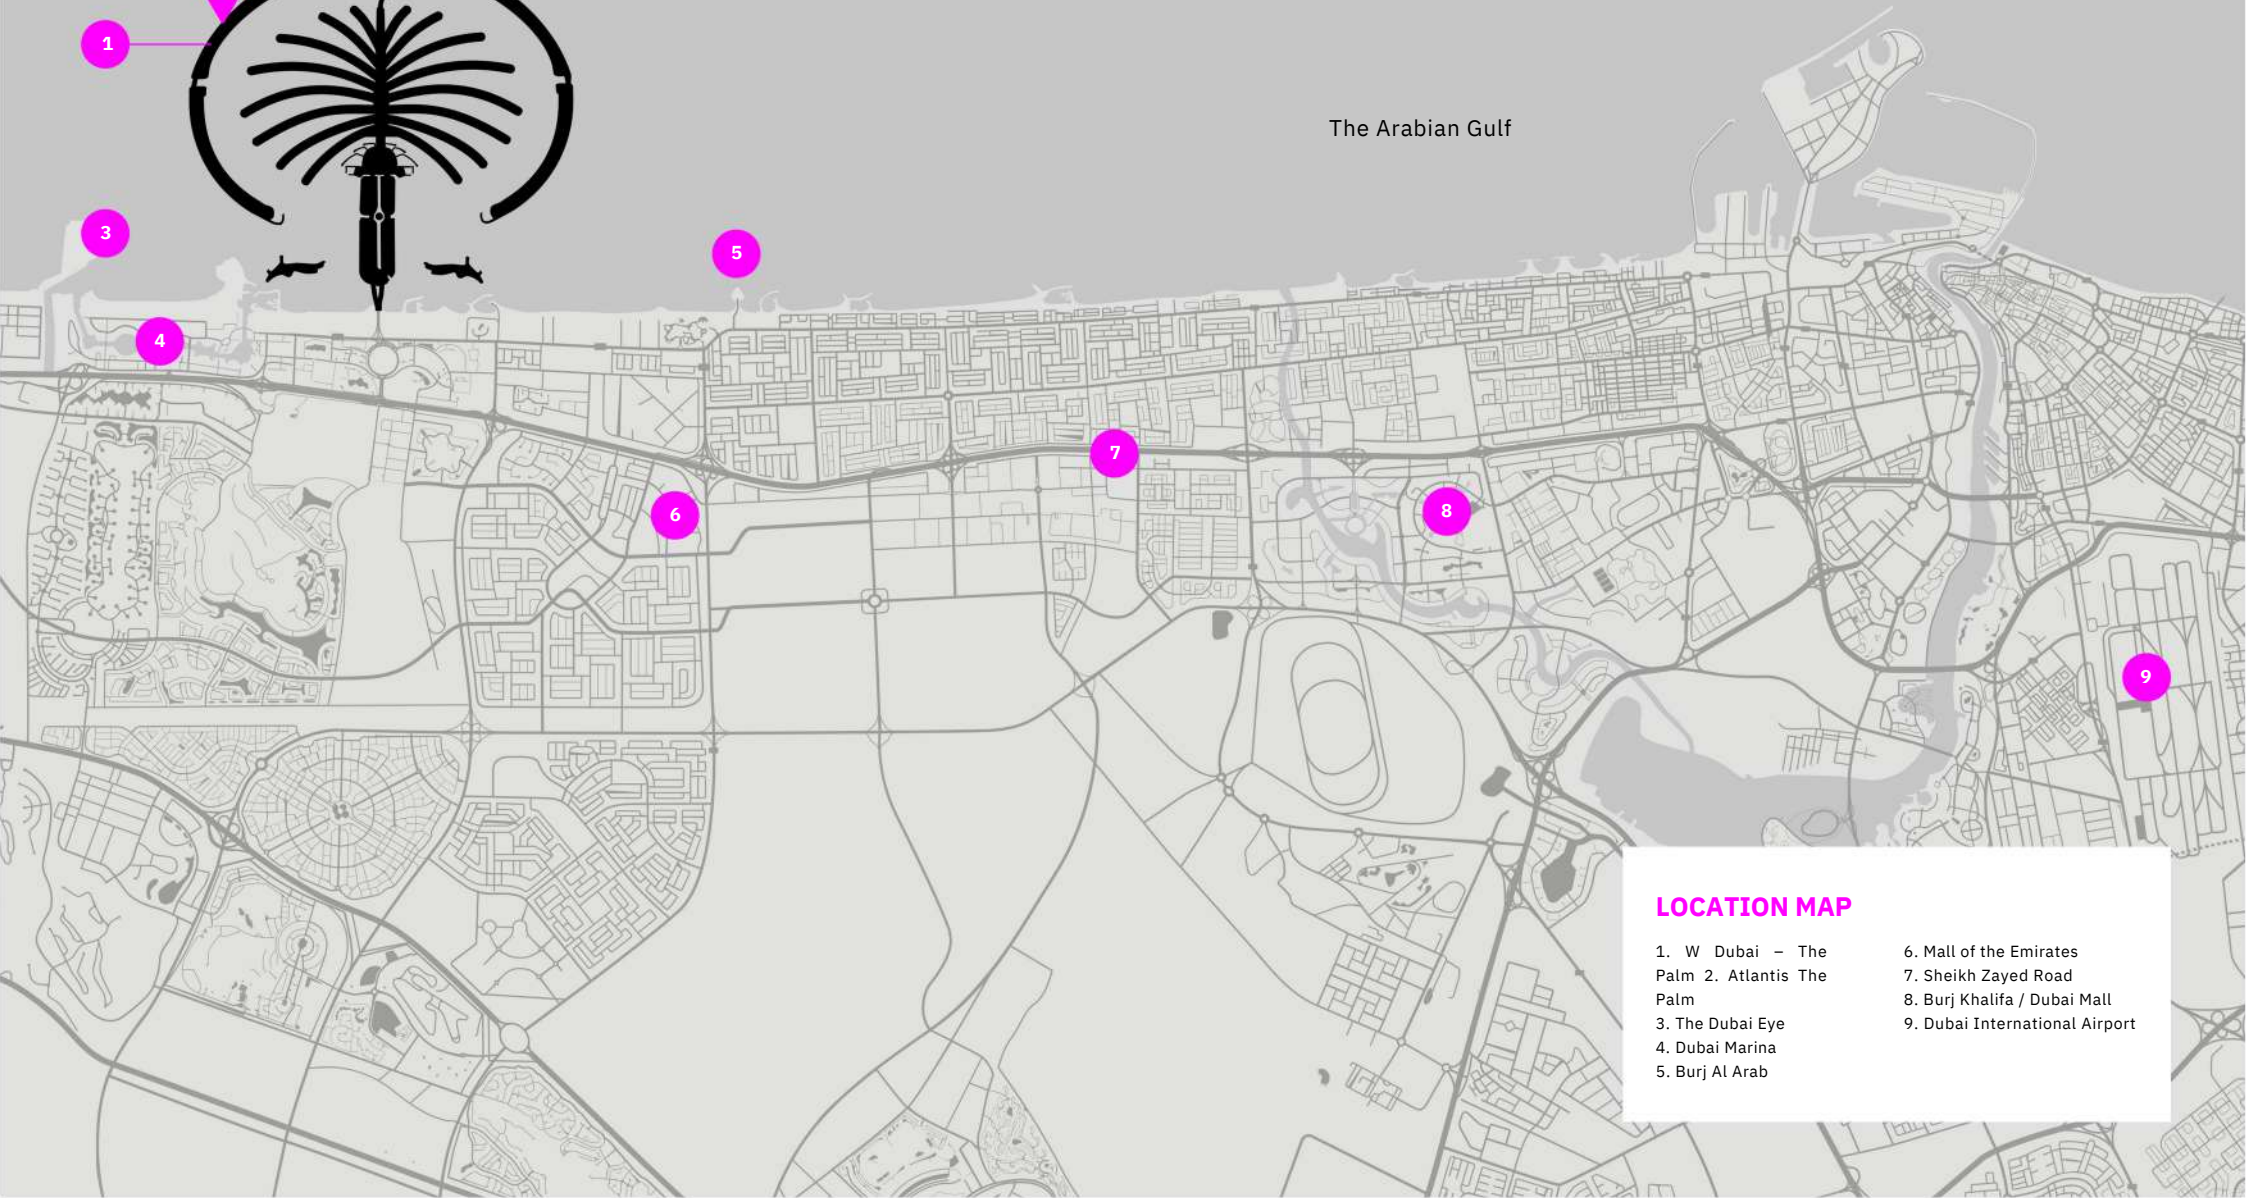 1
The Arabian Gulf
3
5
4
7
6
8
9
LOCATION MAP
1. W Dubai – The
Palm 2. Atlantis The
Palm
3. The Dubai Eye
4. Dubai Marina
5. Burj Al Arab
6. Mall of the Emirates
7. Sheikh Zayed Road
8. Burj Khalifa / Dubai Mall
9. Dubai International Airport